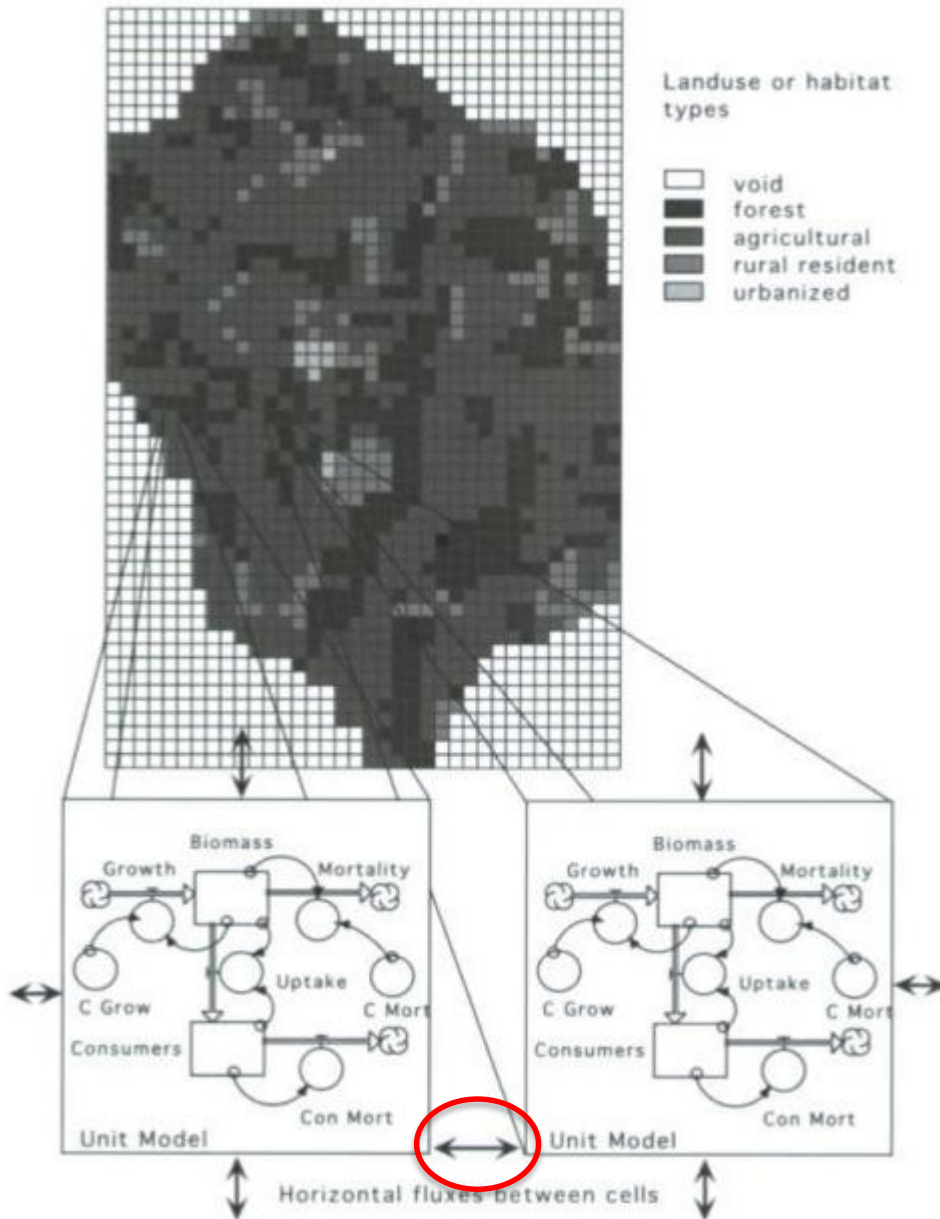 Landuse or habitat
types
void
forest
agricultural
rural resident
urbanized
Biomass
Growth
Mortality
C Grow
Uptake
C Mort
Consumers
Con Mort
Unit Model
Biomass
Growth
Mortality
C Grow
Uptake
C Mort
Consumers
Con Mort
Unit Model
Horizontal fluxes between cells